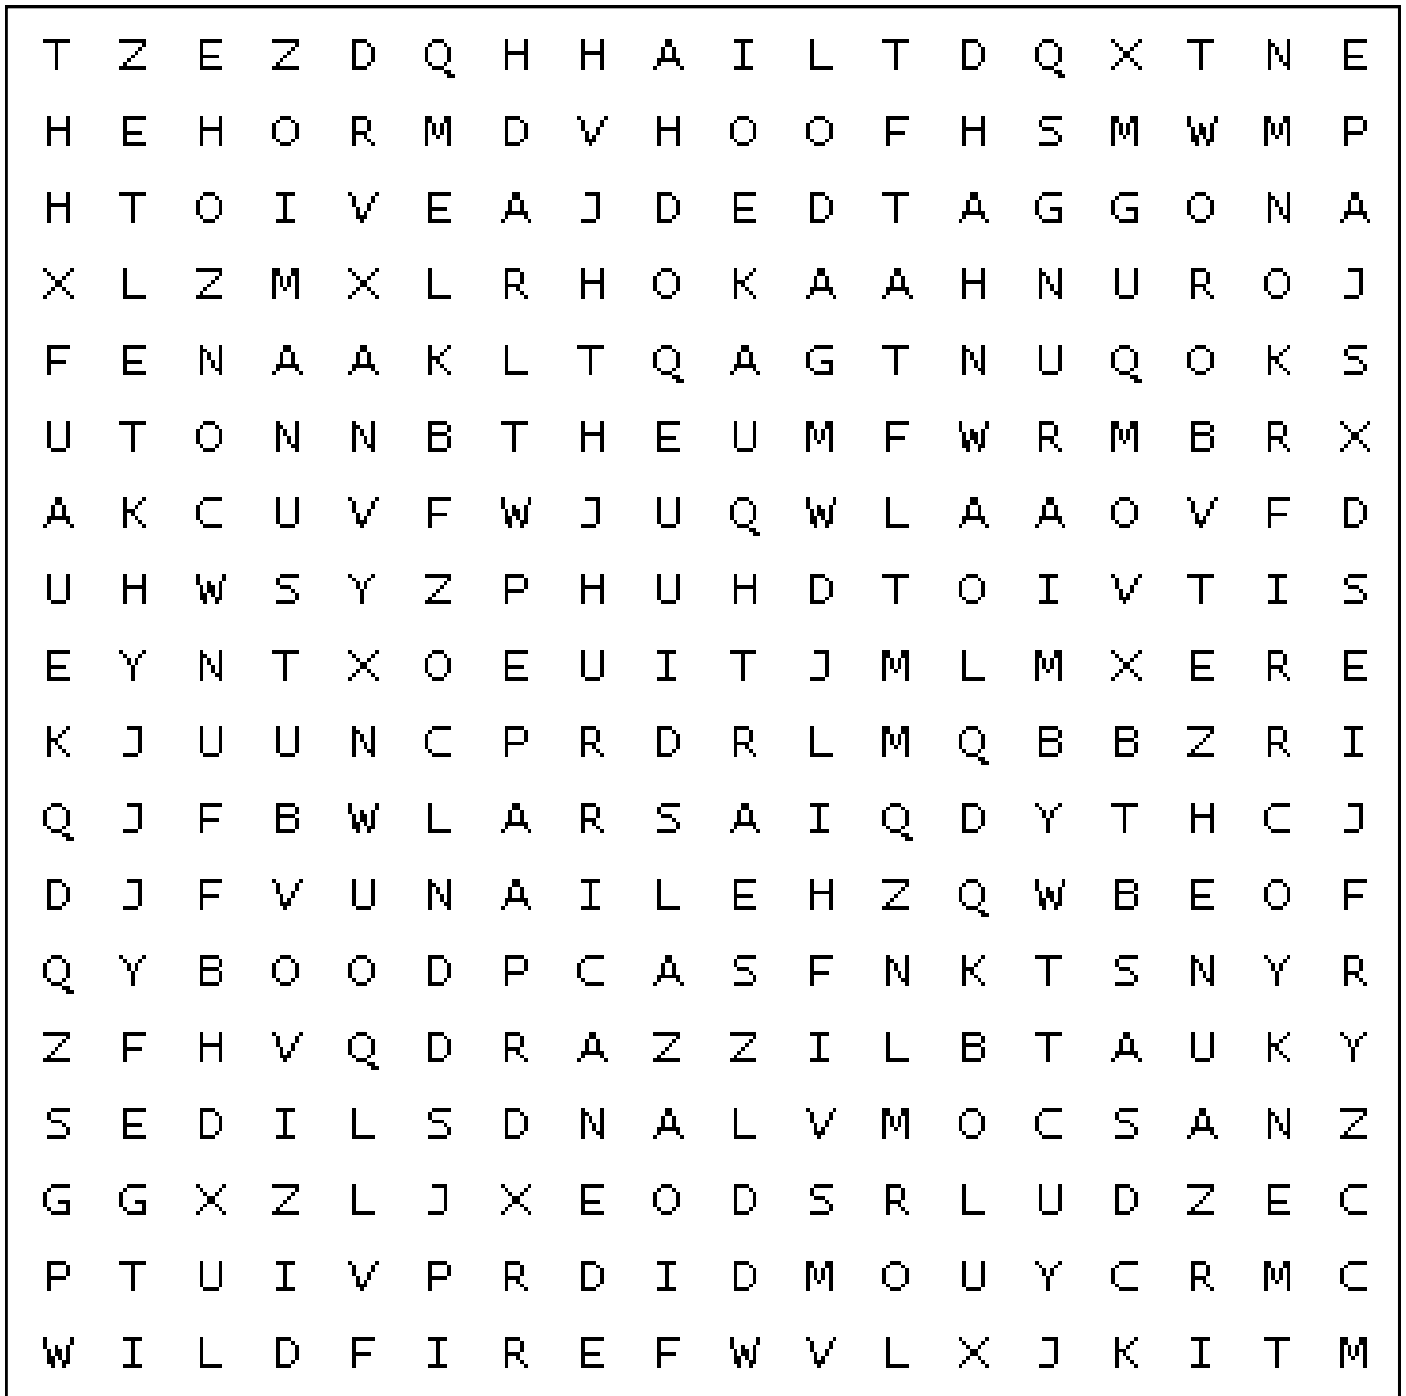 T Z E Z D Q H H A I L T D Q X T N E
H E H O R M D V H O O F H S M W M P
H T O I V E A J D E D T A G G O N A
X L Z M X L R H O K A A H N U R O J
F E N A A K L T Q A G T N U Q O K S
U T O N N B T H E U M F W R M B R X
A K C U V F W J U Q W L A A O V F D
U H W S Y Z P H U H D T O I V T I S
E Y N T X O E U I T J M L M X E R E
K J U U N C P R D R L M Q B B Z R I
Q J F B W L A R S A I Q D Y T H C J
D J F V U N A I L E H Z Q W B E O F
Q Y B O O D P C A S F N K T S N Y R
Z F H V Q D R A Z Z I L B T A U K Y
S E D I L S D N A L V M O C S A N Z
G G X Z L J X E O D S R L U D Z E C
P T U I V P R D I D M O U Y C R M C
W I L D F I R E F W V L X J K I T M